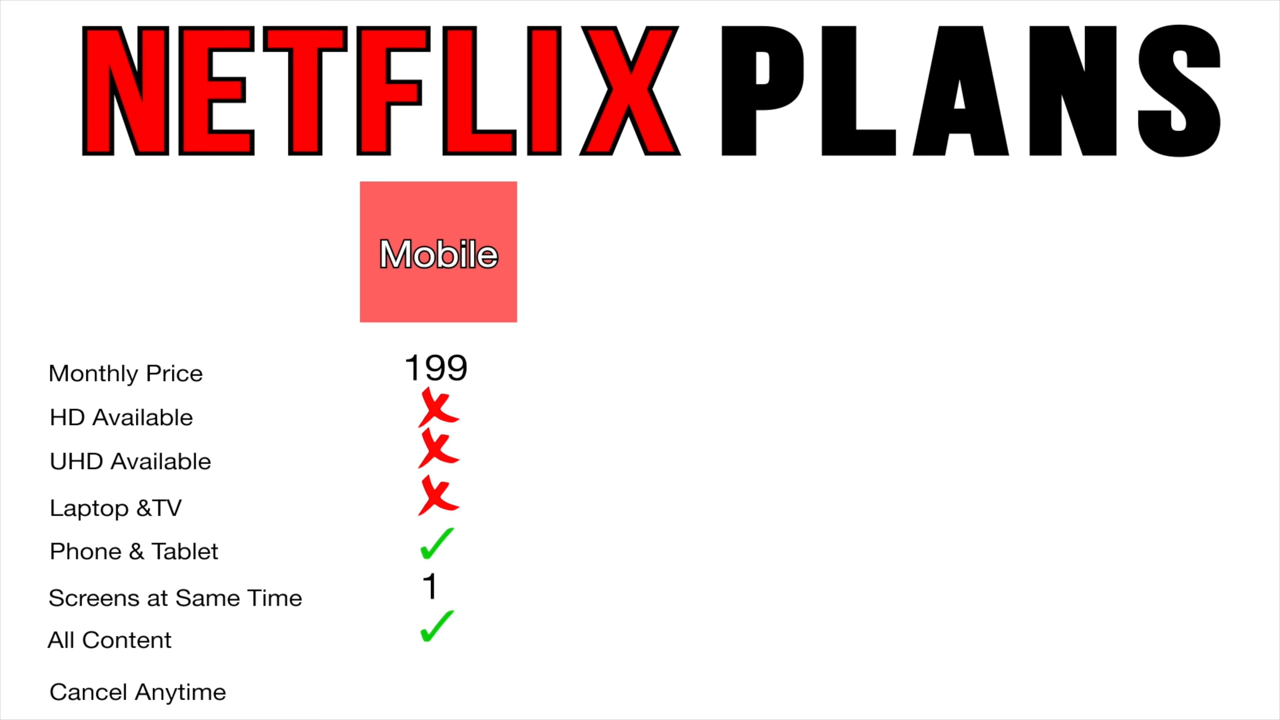 NETFLIX PLANS
Mobile
Monthly Price 199
HD Available ✗
UHD Available ✗
Laptop &TV ✗
Phone & Tablet ✓
Screens at Same Time 1
All Content ✓
Cancel Anytime